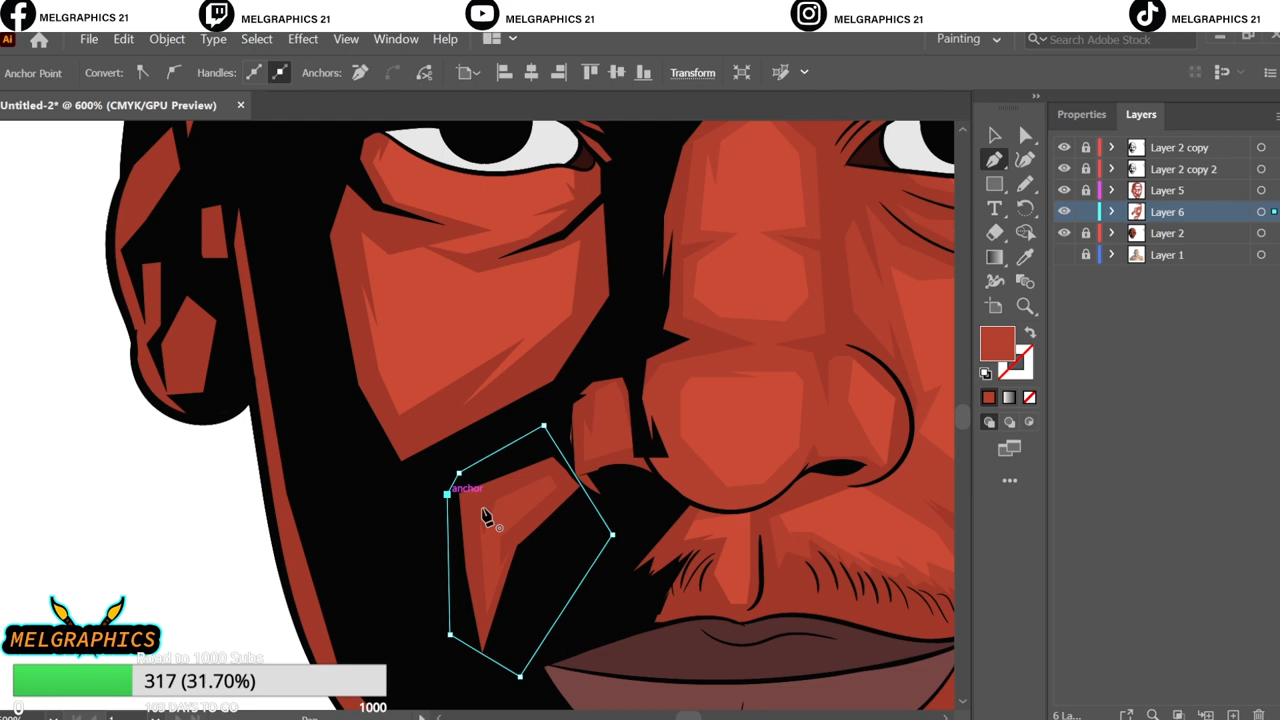 MELGRAPHICS 21
MELGRAPHICS 21
MELGRAPHICS 21
MELGRAPHICS 21
MELGRAPHICS 21
Ai
File Edit Object Type Select Effect View Window Help
Painting
Search Adobe Stock
Anchor Point
Convert:
Handles:
Anchors:
Transform
Untitled-2* @ 600% (CMYK/GPU Preview)
Properties
Layers
Layer 2 copy
Layer 2 copy 2
Layer 5
Layer 6
Layer 2
Layer 1
anchor
MELGRAPHICS
Road to 1000 Subs
317 (31.70%)
0
1000
6 La...